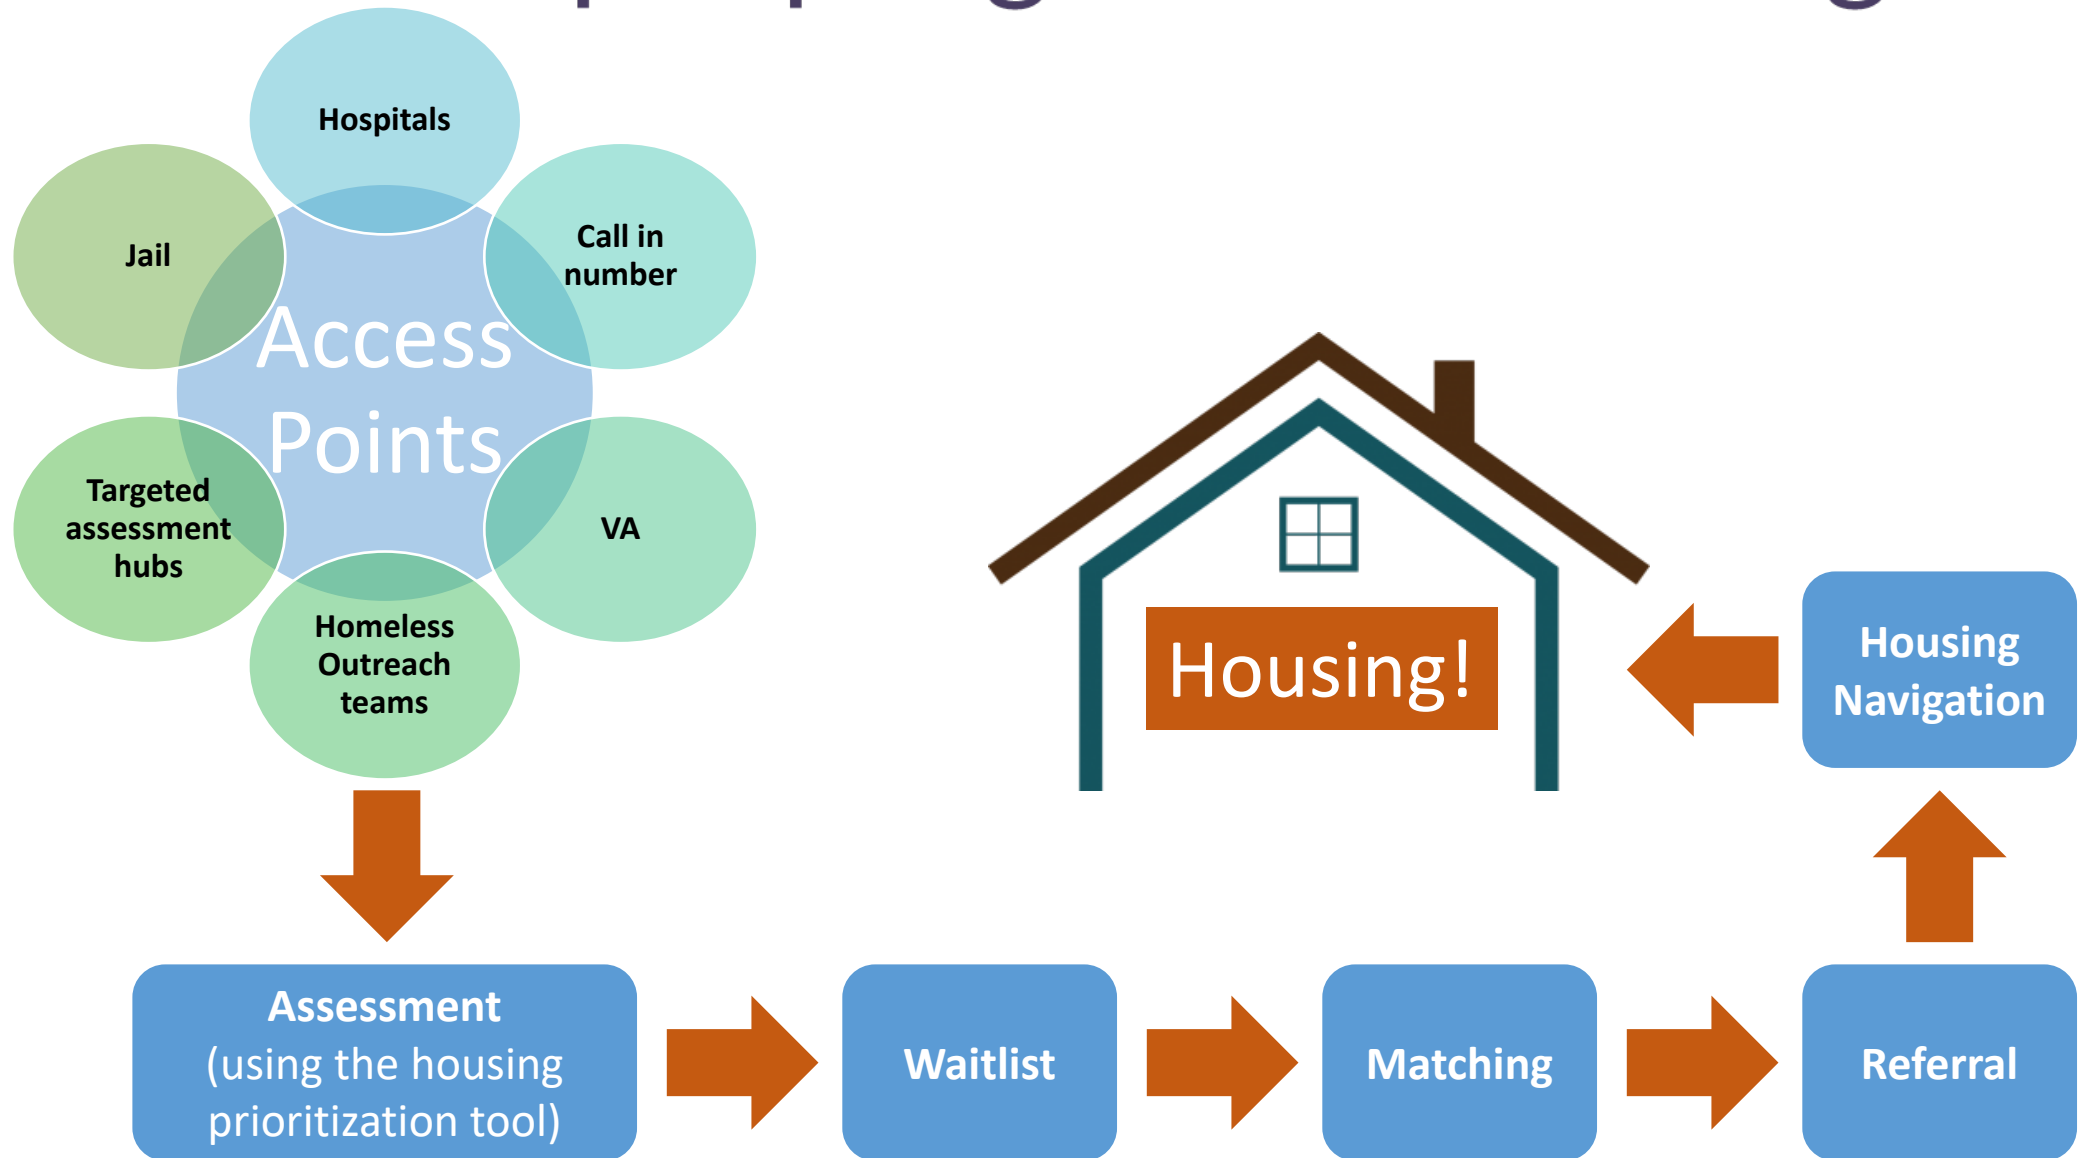 Hospitals
Call in
number
Jail
Access
Points
Targeted
assessment
hubs
VA
Homeless
Outreach
teams
Housing!
Housing
Navigation
Assessment
(using the housing
prioritization tool)
Waitlist
Matching
Referral